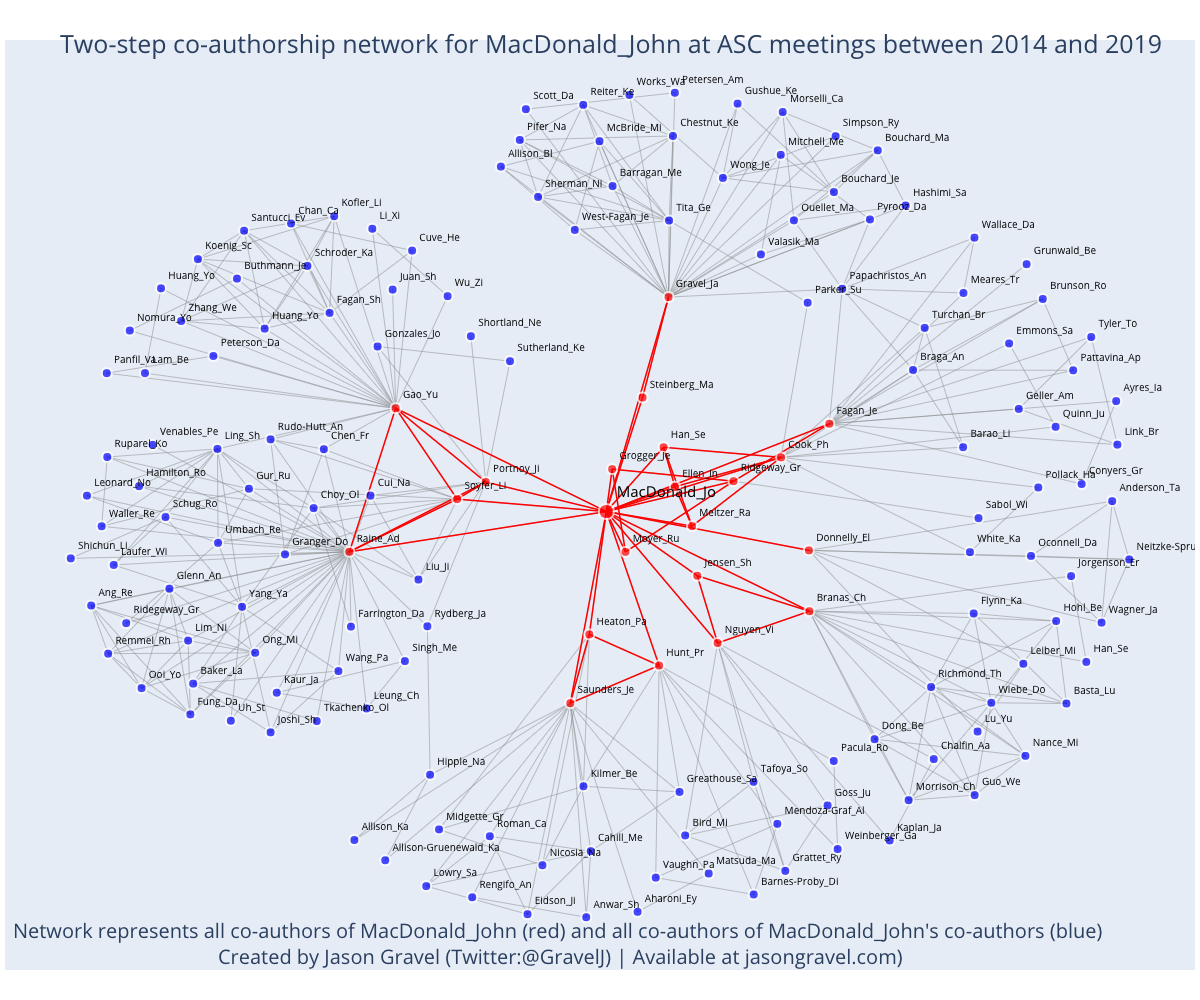 Two-step co-authorship network for MacDonald_John at ASC meetings between 2014 and 2019
Works_Wa
Petersen_Am
Scott_Da
Reiter_Ke
Gushue_Ke
Morselli_Ca
Pifer_Na
McBride_Mi
Chestnut_Ke
Simpson_Ry
Mitchell_Me
Bouchard_Ma
Allison_Bl
Barragan_Me
Wong_Je
Sherman_Ni
Bouchard_Je
Hashimi_Sa
West-Fagan_Je
Tita_Ge
Ouellet_Ma
Pyrooz_Da
Kofler_Li
Chan_Ca
Santucci_Ev
Li_Xi
Wallace_Da
Koenig_Sc
Cuve_He
Valasik_Ma
Schroder_Ka
Grunwald_Be
Buthmann_Je
Huang_Yo
Juan_Sh
Wu_Zi
Gravel_Ja
Parker_Su
Papachristos_An
Meares_Tr
Brunson_Ro
Zhang_We
Nomura_Yo
Huang_Yo
Fagan_Sh
Turchan_Br
Shortland_Ne
Gonzales_Jo
Emmons_Sa
Tyler_To
Peterson_Da
Panfil_Va
Lam_Be
Sutherland_Ke
Braga_An
Pattavina_Ap
Steinberg_Ma
Gao_Yu
Geller_Am
Ayres_Ia
Fagan_Je
Quinn_Ju
Venables_Pe
Rudo-Hutt_An
Ling_Sh
Chen_Fr
Ruparel_Ko
Han_Se
Cook_Ph
Barao_Li
Link_Br
Grogger_Je
Hamilton_Ro
Portnoy_Ji
Ridgeway_Gr
Gur_Ru
Ellen_In
Pollack_Ha
Conyers_Gr
Leonard_No
Choy_Ol
Cui_Na
Soyfer_Li
MacDonald_Jo
Anderson_Ta
Schug_Ro
Sabol_Wi
Waller_Re
Umbach_Re
Meltzer_Ra
Shichun_Li
Laufer_Wi
Granger_Do
Raine_Ad
Moyer_Ru
Donnelly_El
White_Ka
Oconnell_Da
Neitzke-Spru
Glenn_An
Liu_Ji
Jensen_Sh
Jorgenson_Er
Ang_Re
Yang_Ya
Branas_Ch
Flynn_Ka
Hohl_Be
Wagner_Ja
Ridegeway_Gr
Farrington_Da
Rydberg_Ja
Heaton_Pa
Lim_Ni
Nguyen_Vi
Remmel_Rh
Ong_Mi
Singh_Me
Hunt_Pr
Leiber_Mi
Han_Se
Wang_Pa
Ooi_Yo
Baker_La
Kaur_Ja
Richmond_Th
Saunders_Je
Wiebe_Do
Basta_Lu
Fung_Da
Uh_St
Joshi_Sh
Tkachenko_Ol
Leung_Ch
Dong_Be
Lu_Yu
Pacula_Ro
Chalfin_Aa
Nance_Mi
Hipple_Na
Kilmer_Be
Greathouse_Sa
Tafoya_So
Goss_Ju
Morrison_Ch
Guo_We
Allison_Ka
Midgette_Gr
Roman_Ca
Bird_Mi
Mendoza-Graf_Al
Kaplan_Ja
Allison-Gruenewald_Ka
Nicosia_Na
Cahill_Me
Weinberger_Ga
Lowry_Sa
Vaughn_Pa
Matsuda_Ma
Grattet_Ry
Rengifo_An
Eidson_Ji
Anwar_Sh
Aharoni_Ey
Barnes-Proby_Di
Network represents all co-authors of MacDonald_John (red) and all co-authors of MacDonald_John's co-authors (blue)
Created by Jason Gravel (Twitter:@GravelJ) | Available at jasongravel.com)